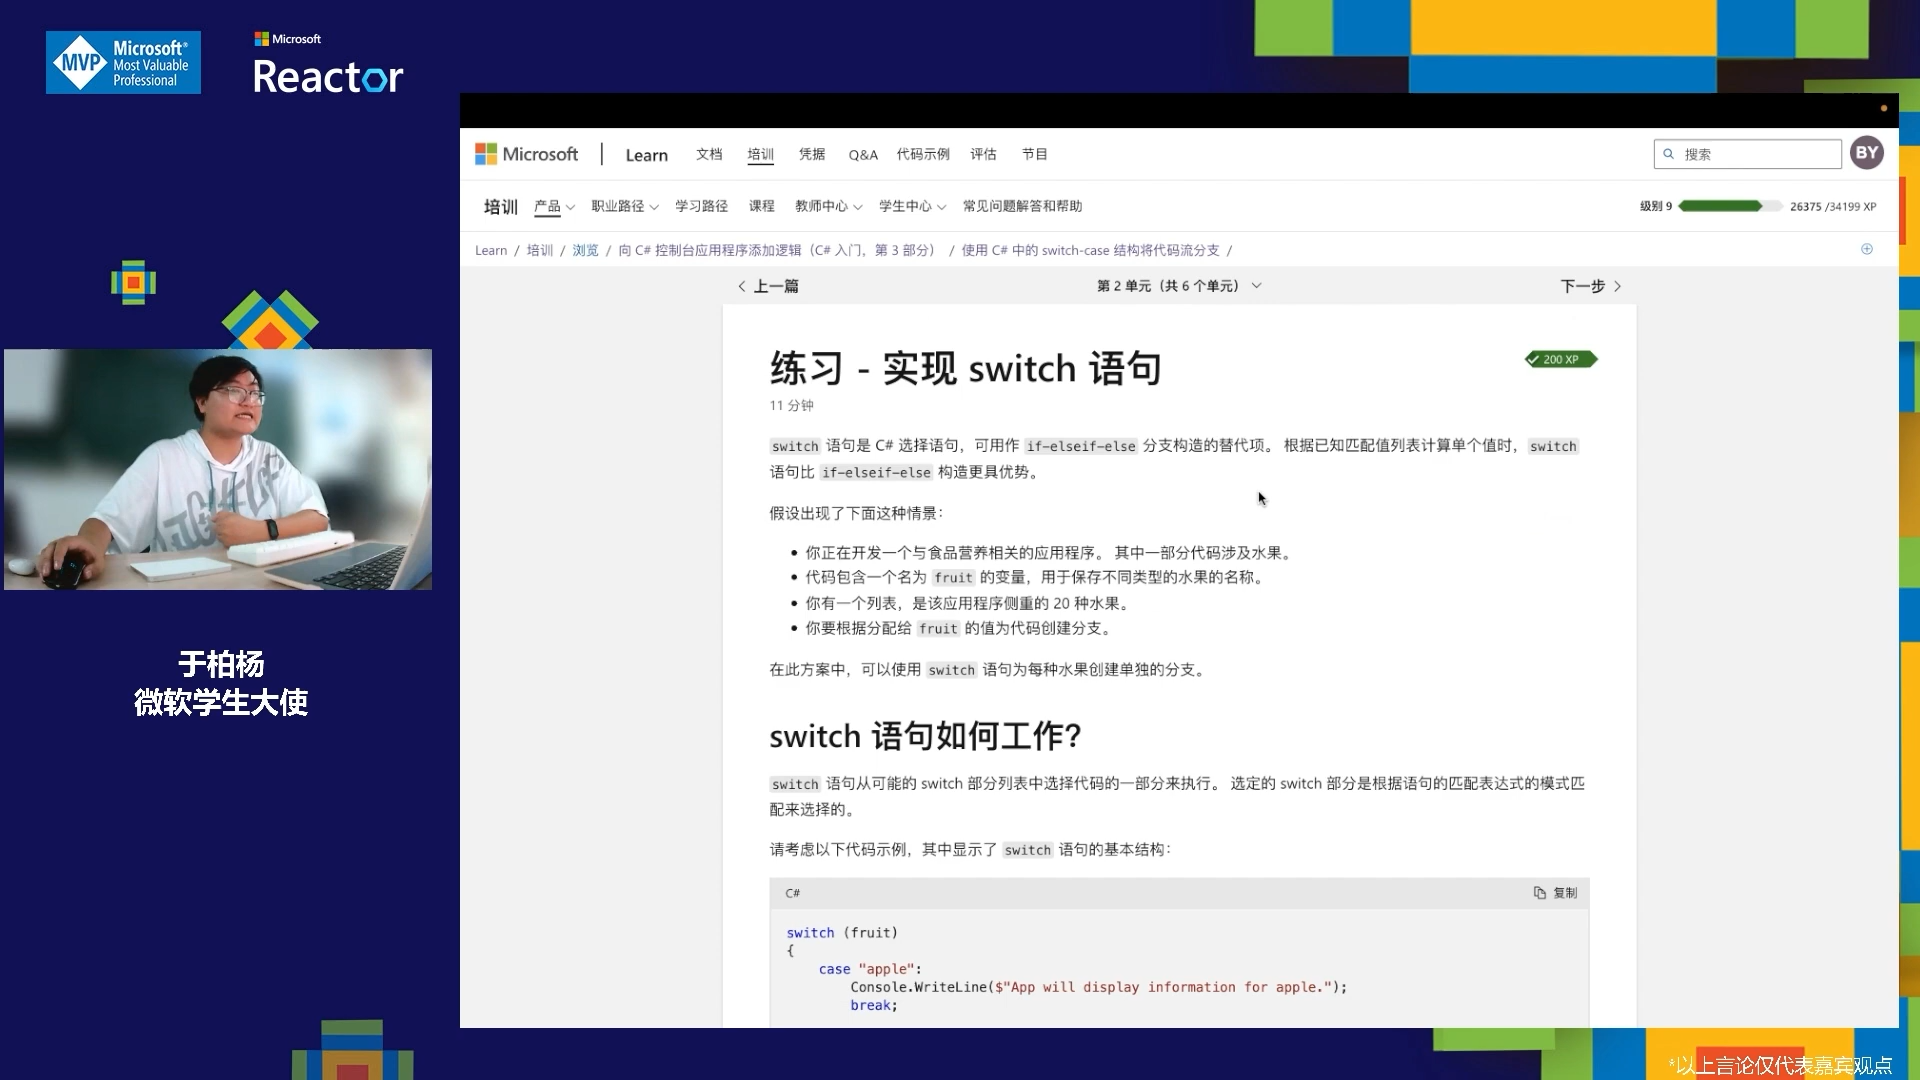 MVP
Microsoft®
Most Valuable
Professional
Microsoft
Reactor
Microsoft
Learn 文档 培训 凭据 Q&A 代码示例 评估 节目
搜索
BY
培训 产品 职业路径 学习路径 课程 教师中心 学生中心 常见问题解答和帮助
级别 9 26375 /34199 XP
Learn / 培训 / 浏览 / 向 C# 控制台应用程序添加逻辑（C# 入门，第 3 部分） / 使用 C# 中的 switch-case 结构将代码流分支 /
上一篇
第 2 单元（共 6 个单元）
下一步
练习 - 实现 switch 语句
200 XP
11 分钟
switch 语句是 C# 选择语句，可用作 if-elseif-else 分支构造的替代项。 根据已知匹配值列表计算单个值时，switch
语句比 if-elseif-else 构造更具优势。
假设出现了下面这种情景：
• 你正在开发一个与食品营养相关的应用程序。 其中一部分代码涉及水果。
• 代码包含一个名为 fruit 的变量，用于保存不同类型的水果的名称。
• 你有一个列表，是该应用程序侧重的 20 种水果。
• 你要根据分配给 fruit 的值为代码创建分支。
在此方案中，可以使用 switch 语句为每种水果创建单独的分支。
switch 语句如何工作？
switch 语句从可能的 switch 部分列表中选择代码的一部分来执行。 选定的 switch 部分是根据语句的匹配表达式的模式匹
配来选择的。
请考虑以下代码示例，其中显示了 switch 语句的基本结构：
C#
复制
switch (fruit)
{
case "apple":
Console.WriteLine($"App will display information for apple.");
break;
于柏杨
微软学生大使
*以上言论仅代表嘉宾观点